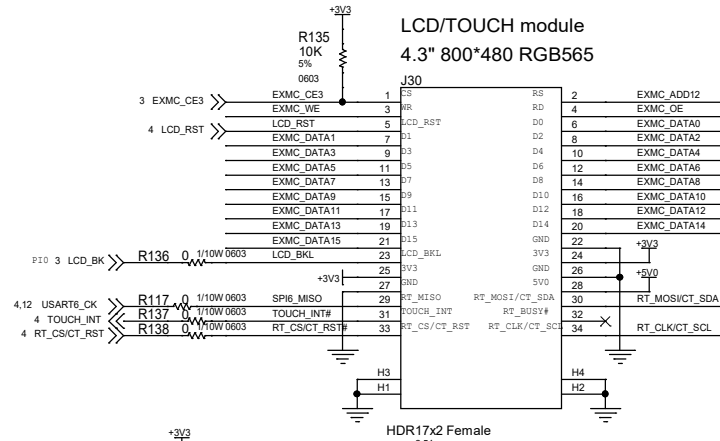 +3V3
LCD/TOUCH module
4.3" 800*480 RGB565
R135
10K
5%
0603
J30
3 EXMC_CE3 EXMC_CE3 1 CS RS 2 EXMC_ADD12
EXMC_WE 3 WR RD 4 EXMC_OE
4 LCD_RST LCD_RST 5 LCD_RST D0 6 EXMC_DATA0
EXMC_DATA1 7 D1 D2 8 EXMC_DATA2
EXMC_DATA3 9 D3 D4 10 EXMC_DATA4
EXMC_DATA5 11 D5 D6 12 EXMC_DATA6
EXMC_DATA7 13 D7 D8 14 EXMC_DATA8
EXMC_DATA9 15 D9 D10 16 EXMC_DATA10
EXMC_DATA11 17 D11 D12 18 EXMC_DATA12
EXMC_DATA13 19 D13 D14 20 EXMC_DATA14
EXMC_DATA15 21 D15 GND 22
PI0 3 LCD_BK R136 0 1/10W 0603 LCD_BKL 23 LCD_BKL 3V3 24 +3V3
+3V3 25 3V3 GND 26
27 GND 5V0 28 +5V0
4,12 USART6_CK R117 0 1/10W 0603 SPI6_MISO 29 RT_MISO RT_MOSI/CT_SDA 30 RT_MOSI/CT_SDA
4 TOUCH_INT R137 0 1/10W 0603 TOUCH_INT# 31 TOUCH_INT RT_BUSY# 32
4 RT_CS/CT_RST R138 0 1/10W 0603 RT_CS/CT_RST# 33 RT_CS/CT_RST RT_CLK/CT_SCL 34 RT_CLK/CT_SCL
H3 H4
H1 H2
HDR17x2 Female
+3V3